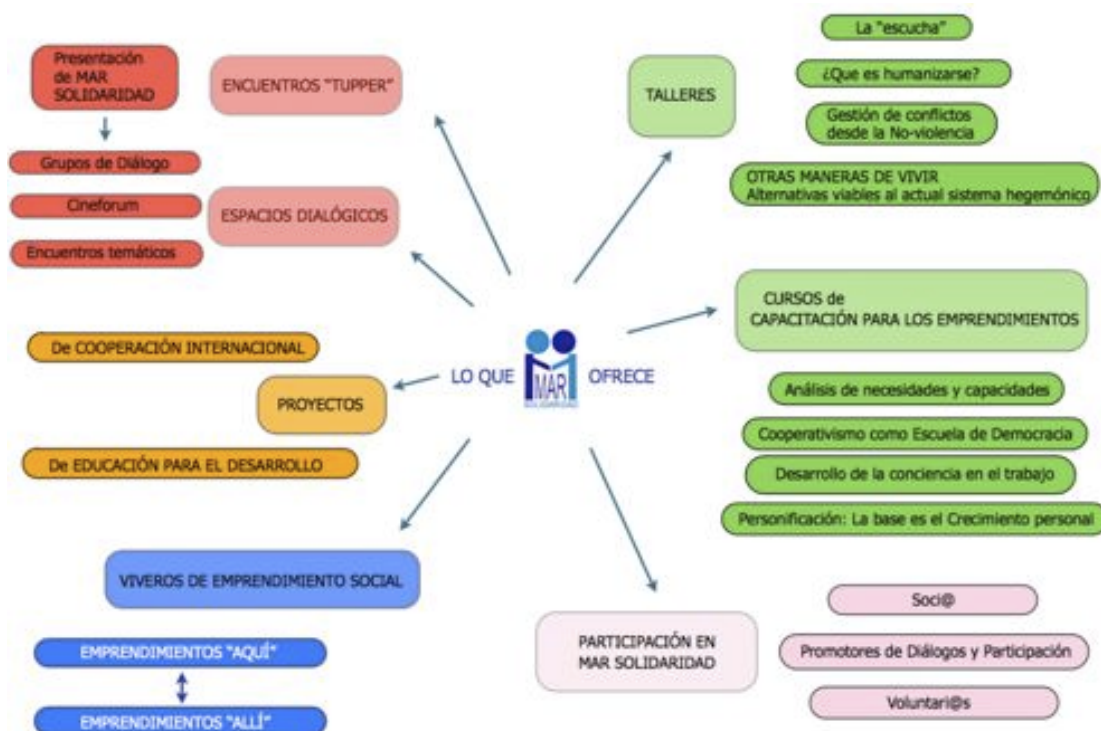 Presentación
de MAR
SOLIDARIDAD
ENCUENTROS “TUPPER”
Grupos de Diálogo
Cineforum
Encuentros temáticos
ESPACIOS DIALÓGICOS
TALLERES
La “escucha”
¿Que es humanizarse?
Gestión de conflictos
desde la No-violencia
OTRAS MANERAS DE VIVIR
Alternativas viables al actual sistema hegemónico
CURSOS de
CAPACITACIÓN PARA LOS EMPRENDIMIENTOS
Análisis de necesidades y capacidades
Cooperativismo como Escuela de Democracia
Desarrollo de la conciencia en el trabajo
Personificación: La base es el Crecimiento personal
LO QUE MAR OFRECE
SOLIDARIDAD
De COOPERACIÓN INTERNACIONAL
PROYECTOS
De EDUCACIÓN PARA EL DESARROLLO
VIVEROS DE EMPRENDIMIENTO SOCIAL
EMPRENDIMIENTOS “AQUÍ”
EMPRENDIMIENTOS “ALLÍ”
PARTICIPACIÓN EN
MAR SOLIDARIDAD
Soci@
Promotores de Diálogos y Participación
Voluntari@s